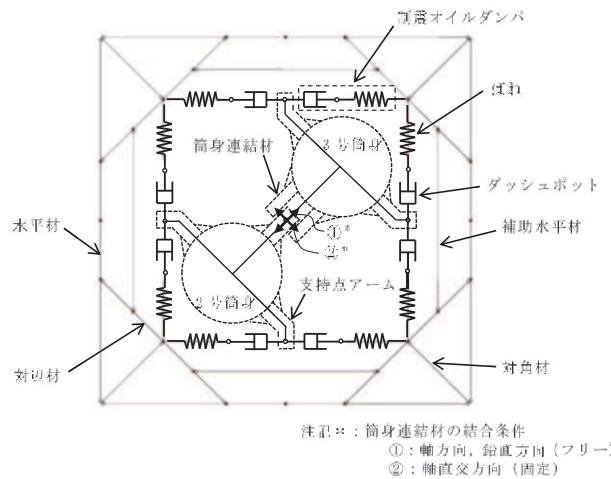 制震オイルダンパ
ばね
3号筒身
筒身連結材
ダッシュポット
①*
②*
水平材
補助水平材
2号筒身
支持点アーム
対辺材
対角材
注記*:筒身連結材の結合条件
①:軸方向,鉛直方向(フリー)
②:軸直交方向(固定)